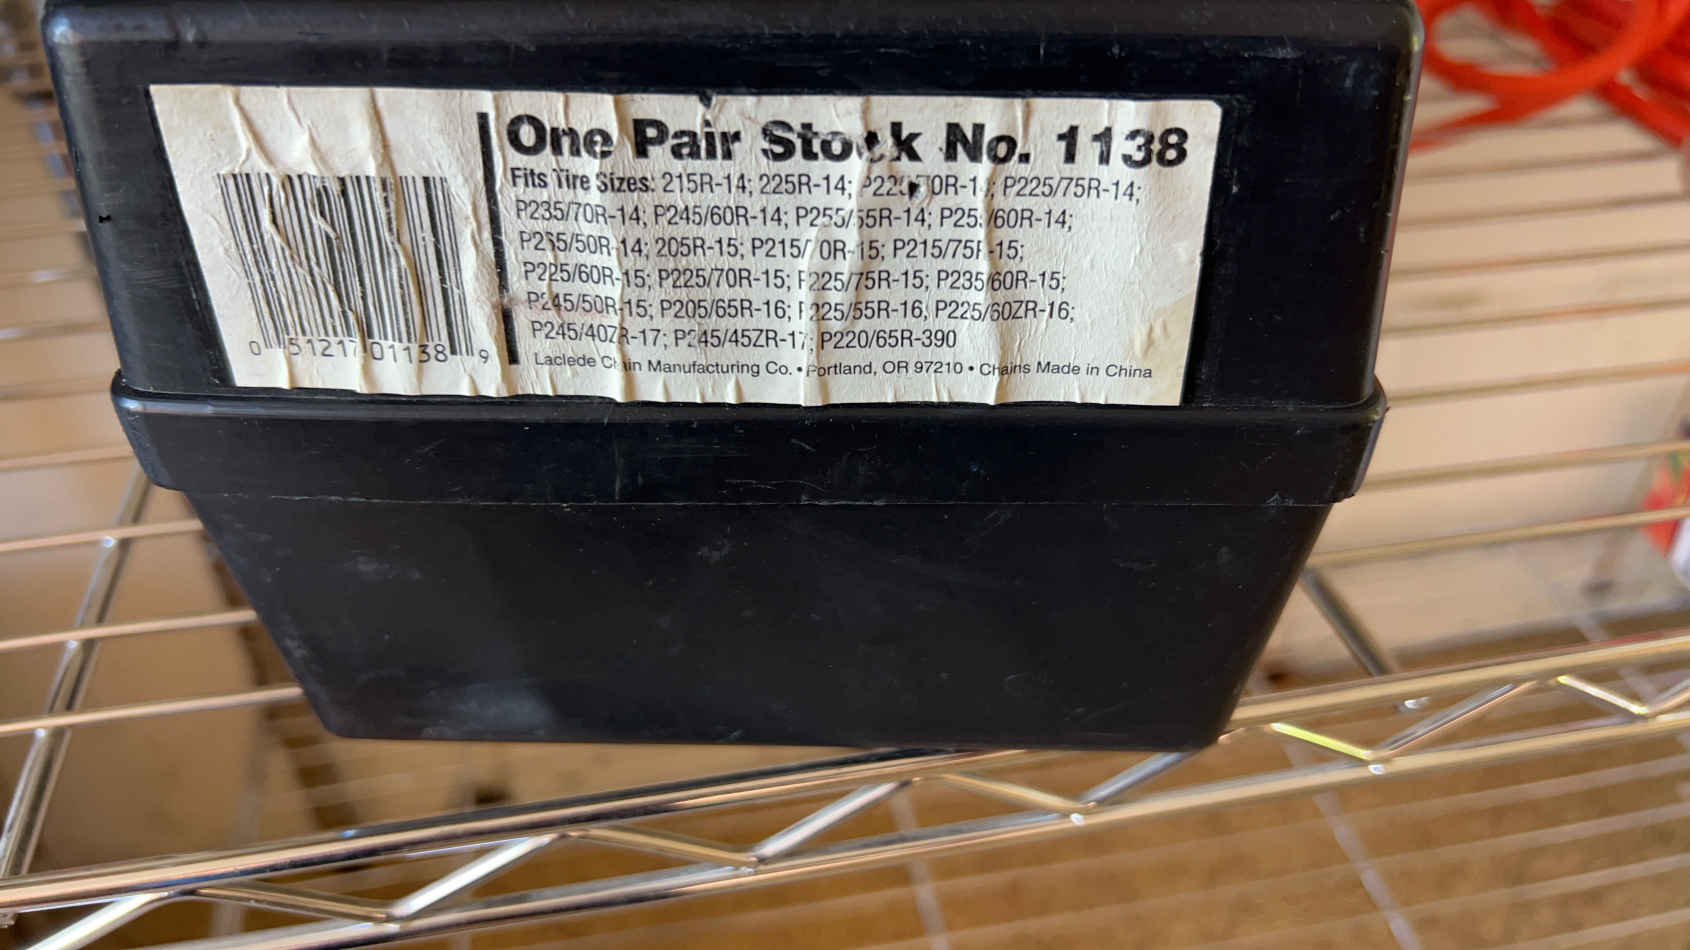 One Pair Stock No. 1138
Fits Tire Sizes: 215R-14; 225R-14; P225/75R-14;
P235/70R-14; P245/60R-14; P255/55R-14; P255/60R-14;
P265/50R-14; 205R-15; P215/70R-15; P215/75R-15;
P225/60R-15; P225/70R-15; P225/75R-15; P235/60R-15;
P245/50R-15; P205/65R-16; P225/55R-16, P225/60ZR-16;
P245/40ZR-17; P245/45ZR-17; P220/65R-390
Laclede Chain Manufacturing Co. • Portland, OR 97210 • Chains Made in China
0 51217 01138 9